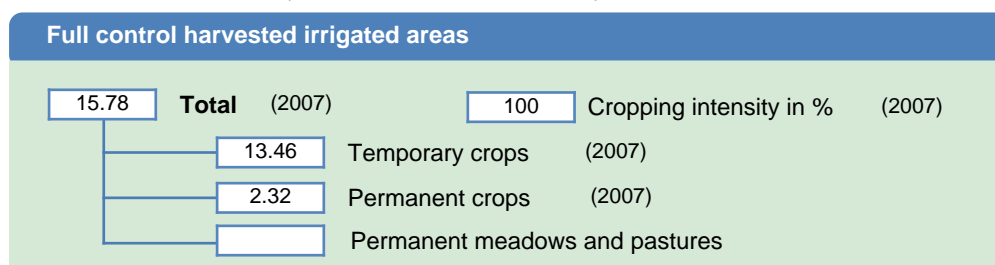 Full control harvested irrigated areas
15.78 Total (2007) 100 Cropping intensity in % (2007)
13.46 Temporary crops (2007)
2.32 Permanent crops (2007)
Permanent meadows and pastures